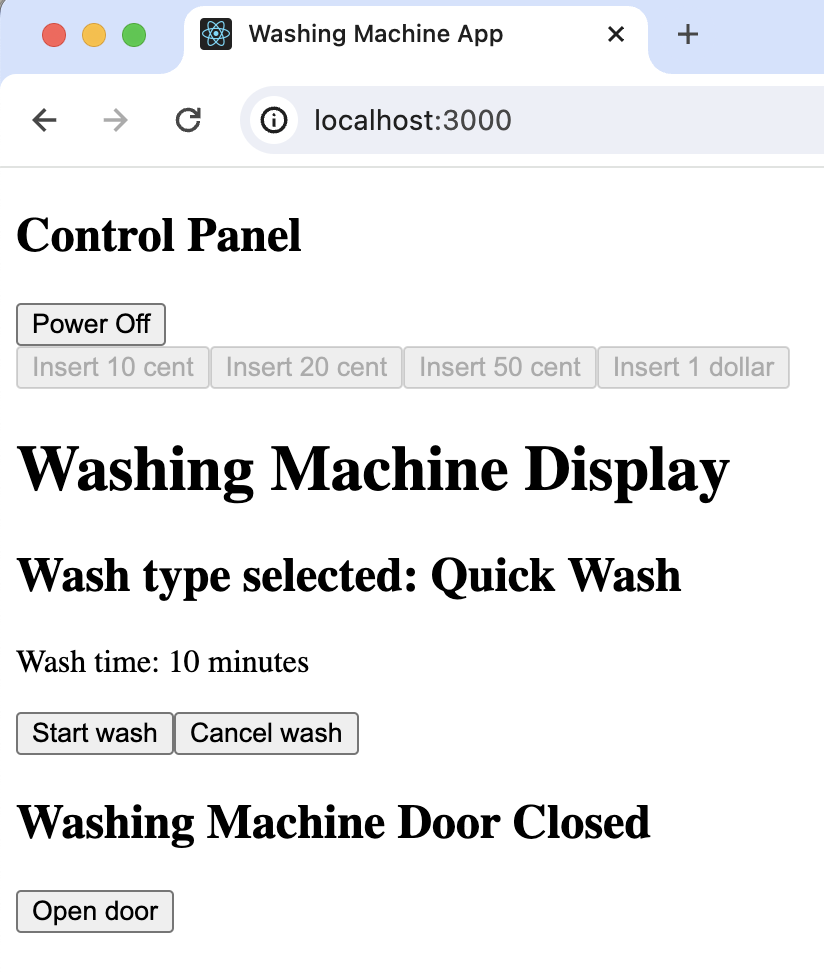 Washing Machine App
localhost:3000
Control Panel
Power Off
Insert 10 cent Insert 20 cent Insert 50 cent Insert 1 dollar
Washing Machine Display
Wash type selected: Quick Wash
Wash time: 10 minutes
Start wash Cancel wash
Washing Machine Door Closed
Open door